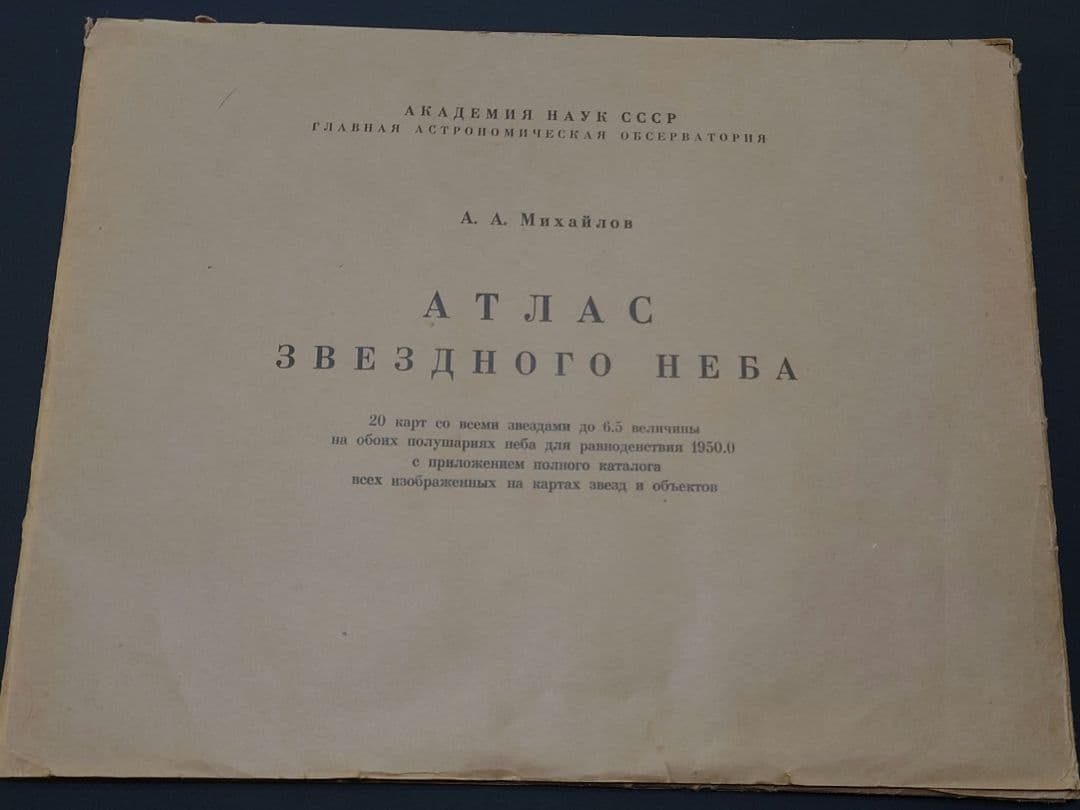 АКАДЕМИЯ НАУК СССР
ГЛАВНАЯ АСТРОНОМИЧЕСКАЯ ОБСЕРВАТОРИЯ
А. А. Михайлов
АТЛАС
ЗВЕЗДНОГО НЕБА
20 карт со всеми звездами до 6.5 величины
на обоих полушариях неба для равноденствия 1950.0
с приложением полного каталога
всех изображенных на картах звезд и объектов